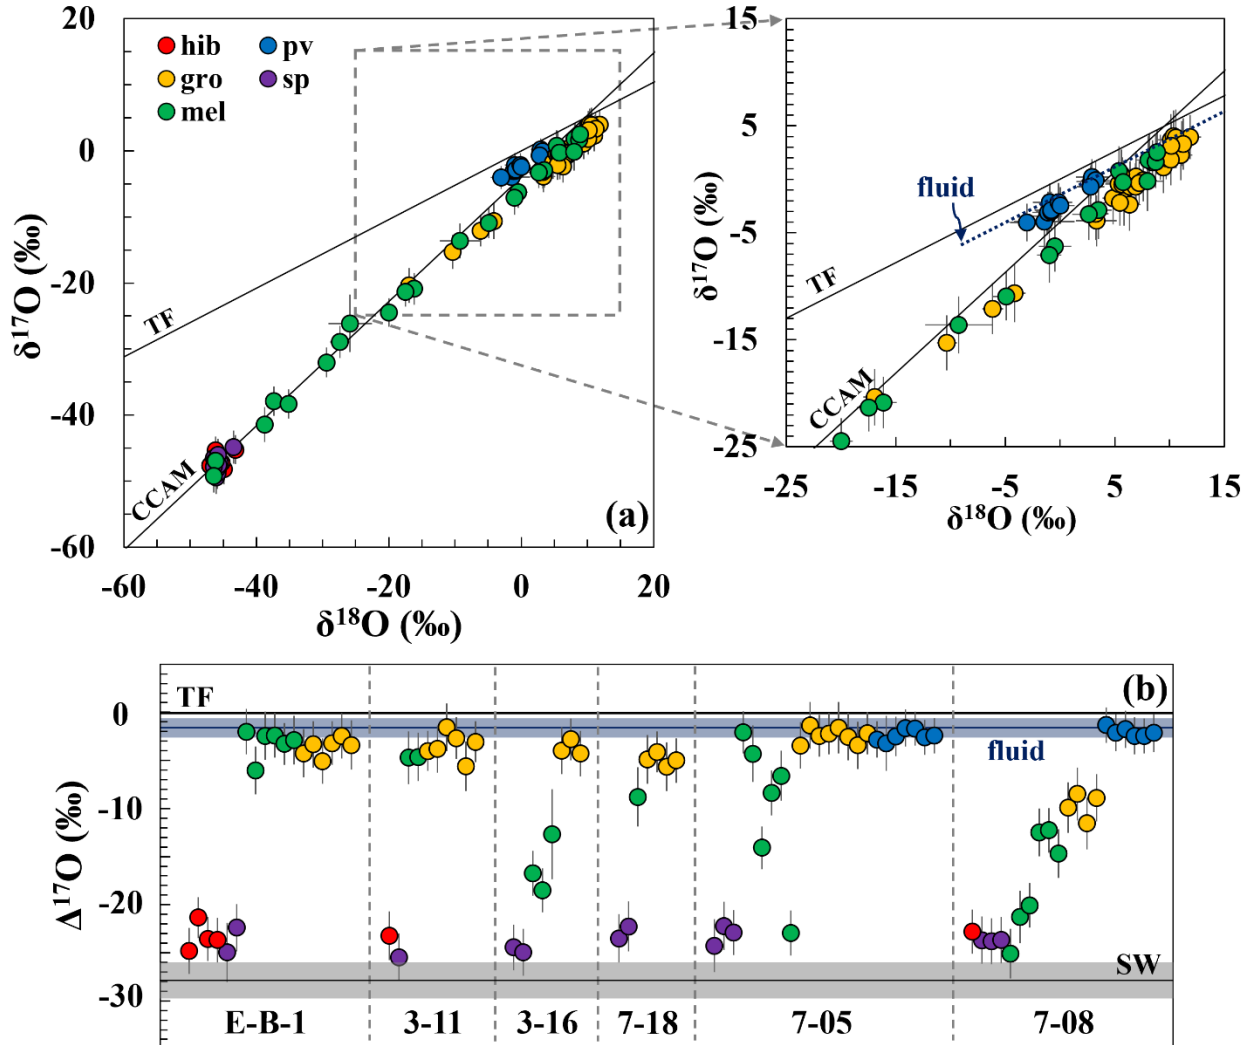 20
0
-20
-40
-60
-60
-40
-20
0
20
δ¹⁷O (‰)
δ¹⁸O (‰)
hib
pv
gro
sp
mel
TF
CCAM
(a)
15
5
-5
-15
-25
-25
-15
-5
5
15
δ¹⁷O (‰)
δ¹⁸O (‰)
fluid
TF
CCAM
TF
(b)
0
-10
-20
-30
Δ¹⁷O (‰)
fluid
SW
E-B-1
3-11
3-16
7-18
7-05
7-08